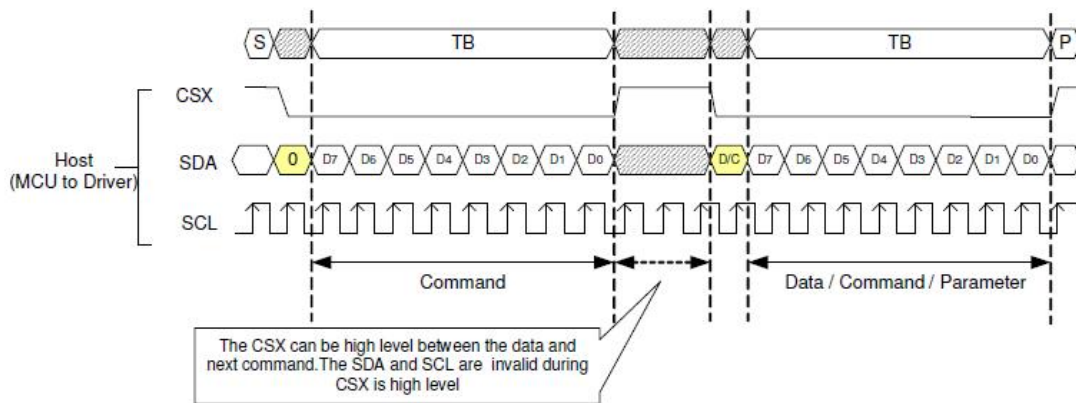 S TB TB P
CSX
Host
(MCU to Driver)
SDA 0 D7 D6 D5 D4 D3 D2 D1 D0 D/C D7 D6 D5 D4 D3 D2 D1 D0
SCL
Command Data / Command / Parameter
The CSX can be high level between the data and
next command.The SDA and SCL are invalid during
CSX is high level